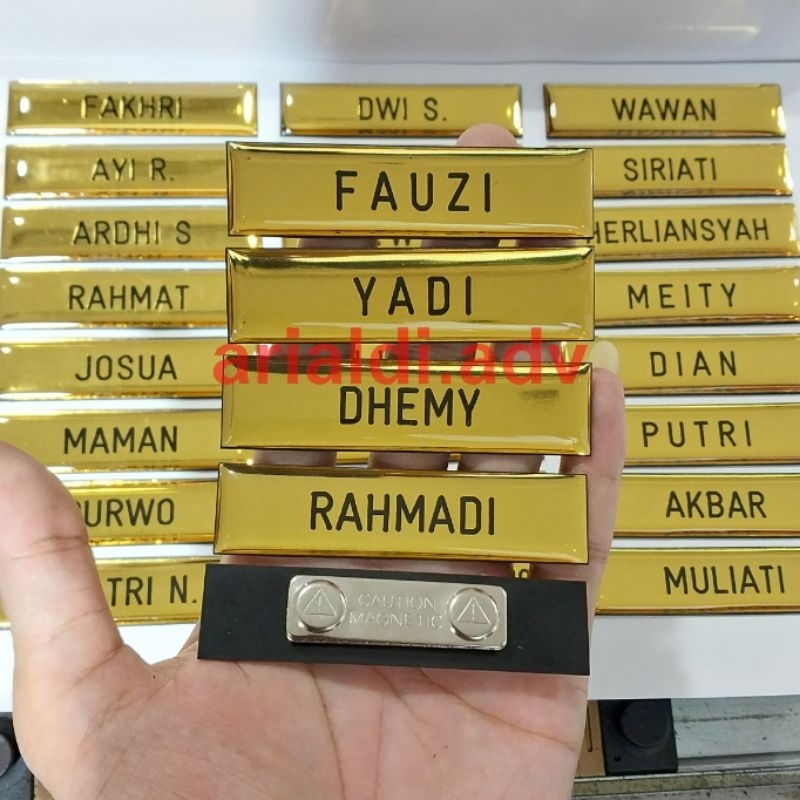 FAKHRI
DWI S.
WAWAN
AYI R.
FAUZI
SIRIATI
ARDHI S
W
HERLIANSYAH
RAHMAT
YADI
MEITY
JOSUA
arialdi.adv
DIAN
MAMAN
DHEMY
PUTRI
URWO
RAHMADI
AKBAR
TRI N.
CAUTION
MAGNETIC
MULIATI